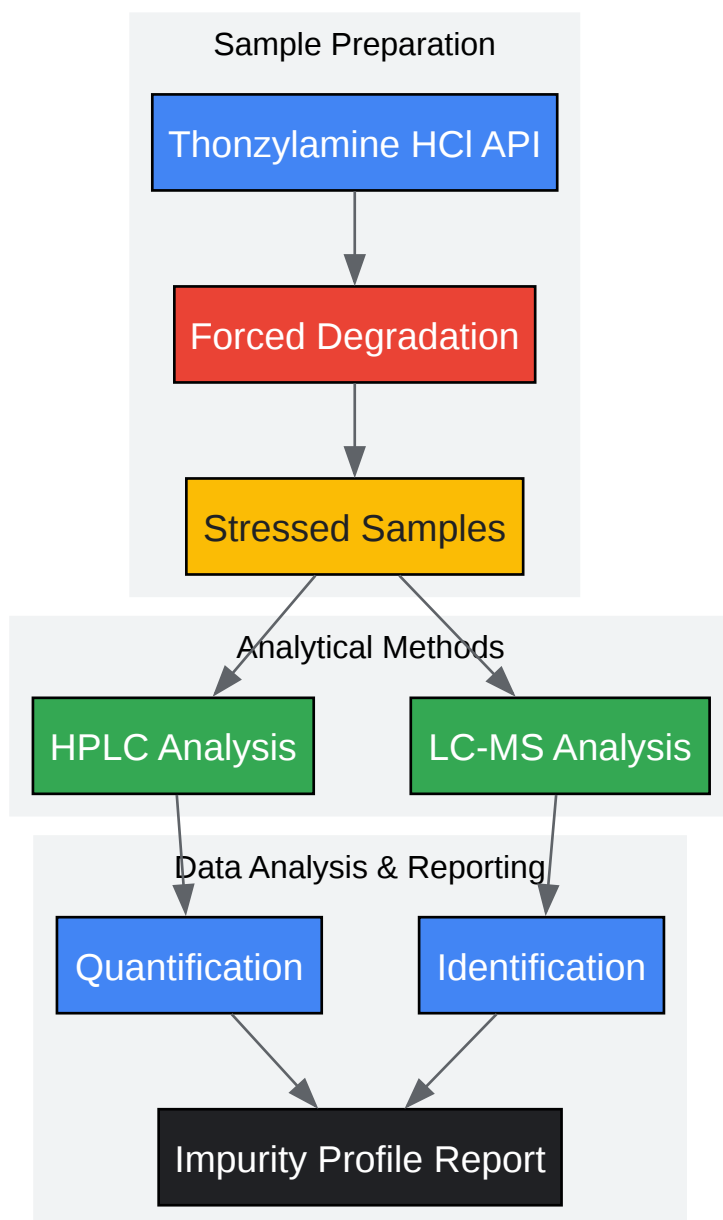 Sample Preparation
Thonzylamine HCl API
Forced Degradation
Stressed Samples
Analytical Methods
HPLC Analysis
LC-MS Analysis
Data Analysis & Reporting
Quantification
Identification
Impurity Profile Report